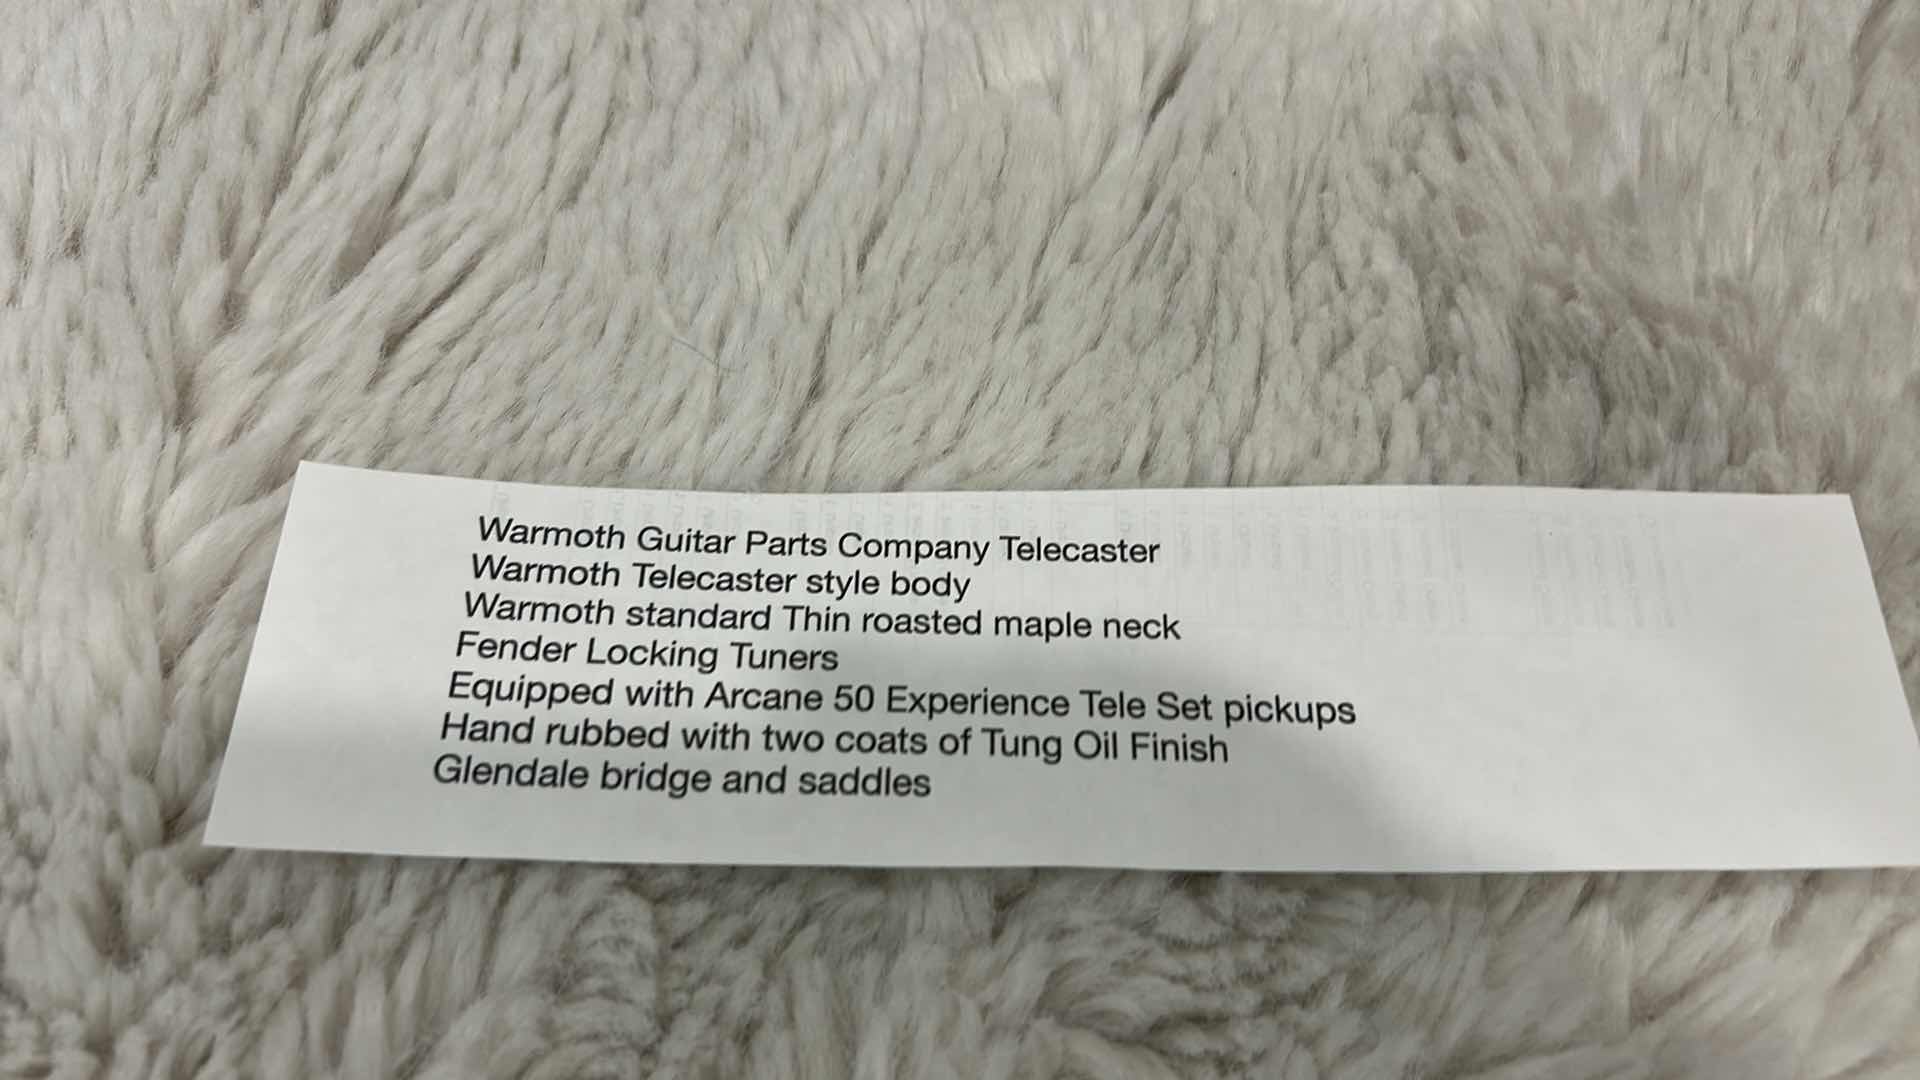 Warmoth Guitar Parts Company Telecaster
Warmoth Telecaster style body
Warmoth standard Thin roasted maple neck
Fender Locking Tuners
Equipped with Arcane 50 Experience Tele Set pickups
Hand rubbed with two coats of Tung Oil Finish
Glendale bridge and saddles